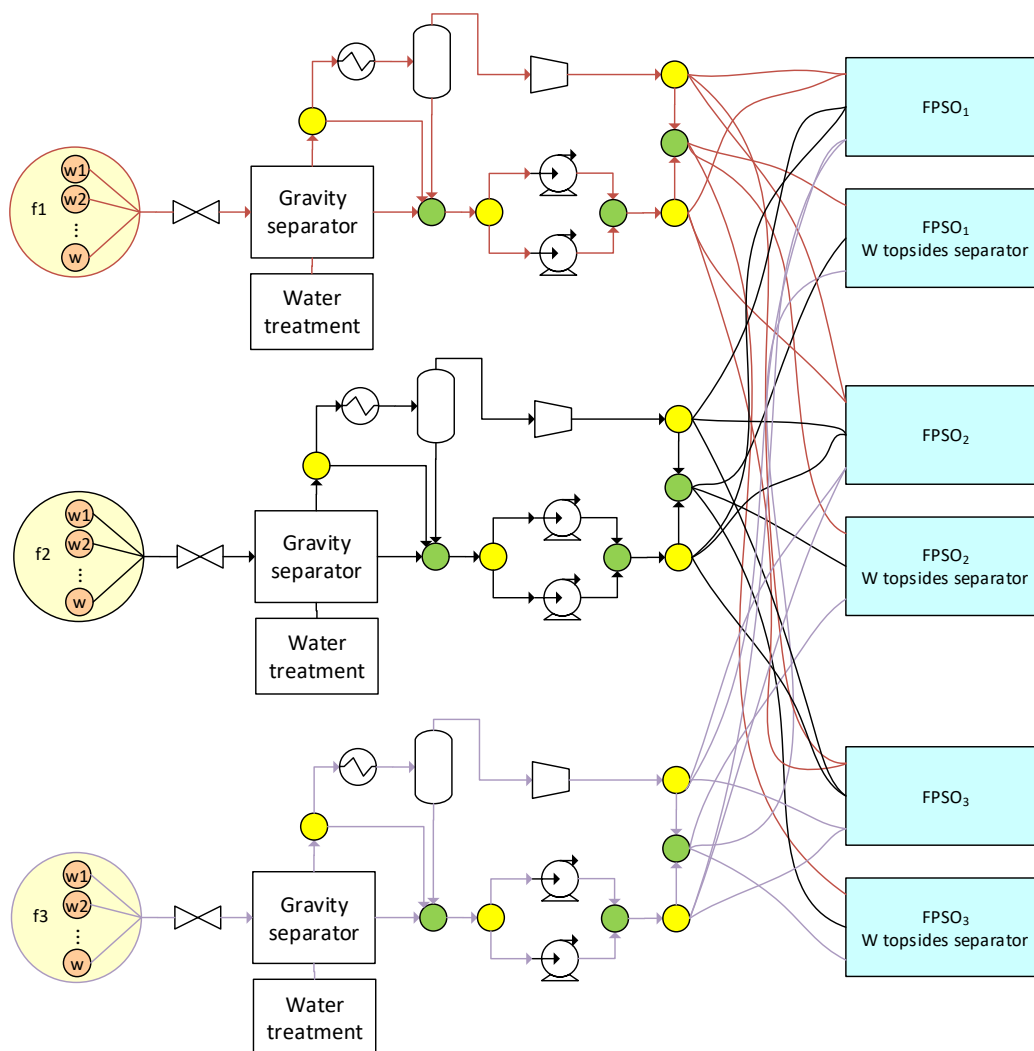 f1
w1
w2
...
w
Gravity
separator
Water
treatment
FPSO1
FPSO1
W topsides separator
f2
w1
w2
...
w
Gravity
separator
Water
treatment
FPSO2
FPSO2
W topsides separator
f3
w1
w2
...
w
Gravity
separator
Water
treatment
FPSO3
FPSO3
W topsides separator